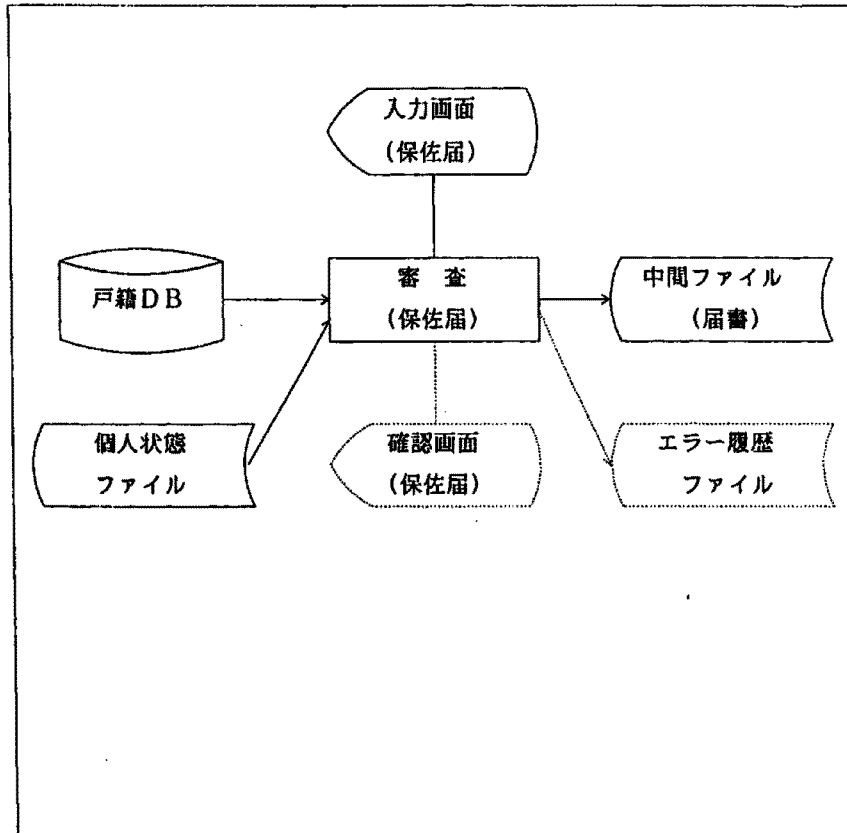 入力画面
(保佐届)
戸籍DB
審 査
(保佐届)
中間ファイル
(届書)
個人状態
ファイル
確認画面
(保佐届)
エラー履歴
ファイル